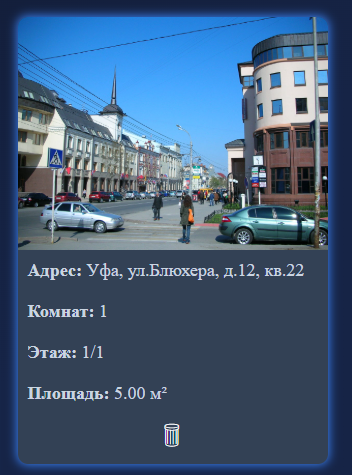 Адрес: Уфа, ул.Блюхера, д.12, кв.22
Комнат: 1
Этаж: 1/1
Площадь: 5.00 м²